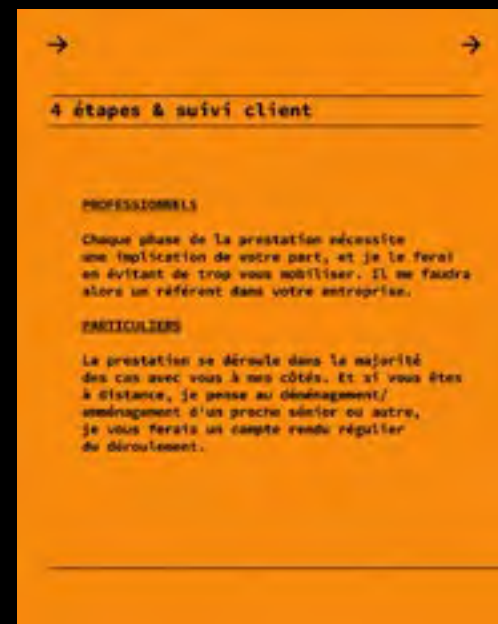 → →
4 étapes & suivi client
PROFESSIONNELS
Chaque phase de la prestation nécessite
une implication de votre part, et je le ferai
en évitant de trop vous mobiliser. Il me faudra
alors un référent dans votre entreprise.
PARTICULIERS
La prestation se déroule dans la majorité
des cas avec vous à mes côtés. Et si vous êtes
à distance, je pense au déménagement/
emménagement d'un proche sénior ou autre,
je vous ferais un compte rendu régulier
du déroulement.